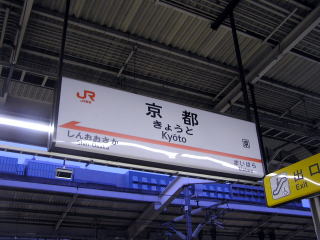 JR
京都
きょうと
Kyōto
しんおおさか
Shin-Ōsaka
まいはら
出口
Exit